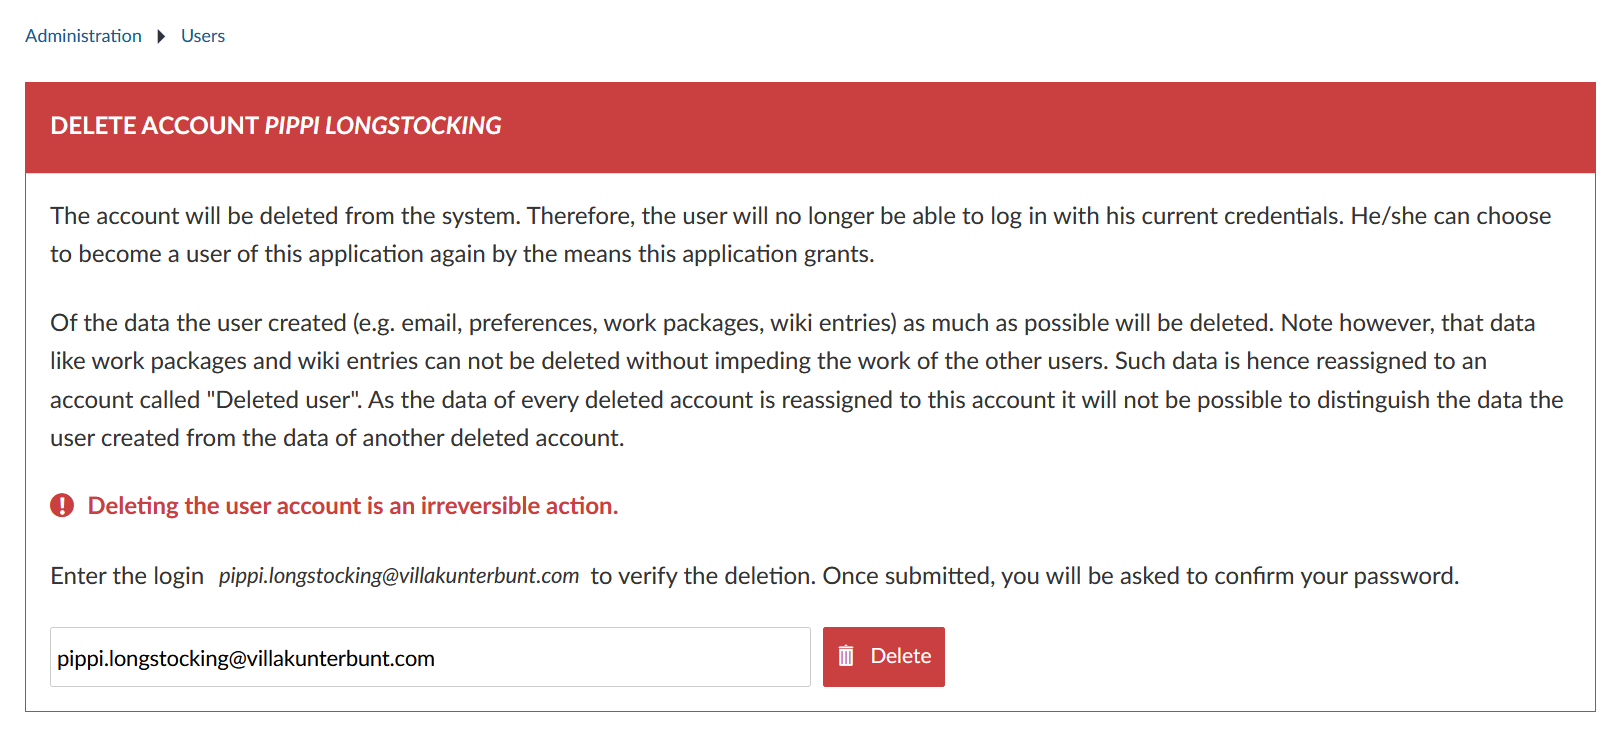 Administration Users
DELETE ACCOUNT PIPPI LONGSTOCKING
The account will be deleted from the system. Therefore, the user will no longer be able to log in with his current credentials. He/she can choose
to become a user of this application again by the means this application grants.
Of the data the user created (e.g. email, preferences, work packages, wiki entries) as much as possible will be deleted. Note however, that data
like work packages and wiki entries can not be deleted without impeding the work of the other users. Such data is hence reassigned to an
account called "Deleted user". As the data of every deleted account is reassigned to this account it will not be possible to distinguish the data the
user created from the data of another deleted account.
Deleting the user account is an irreversible action.
Enter the login pippi.longstocking@villakunterbunt.com to verify the deletion. Once submitted, you will be asked to confirm your password.
pippi.longstocking@villakunterbunt.com Delete